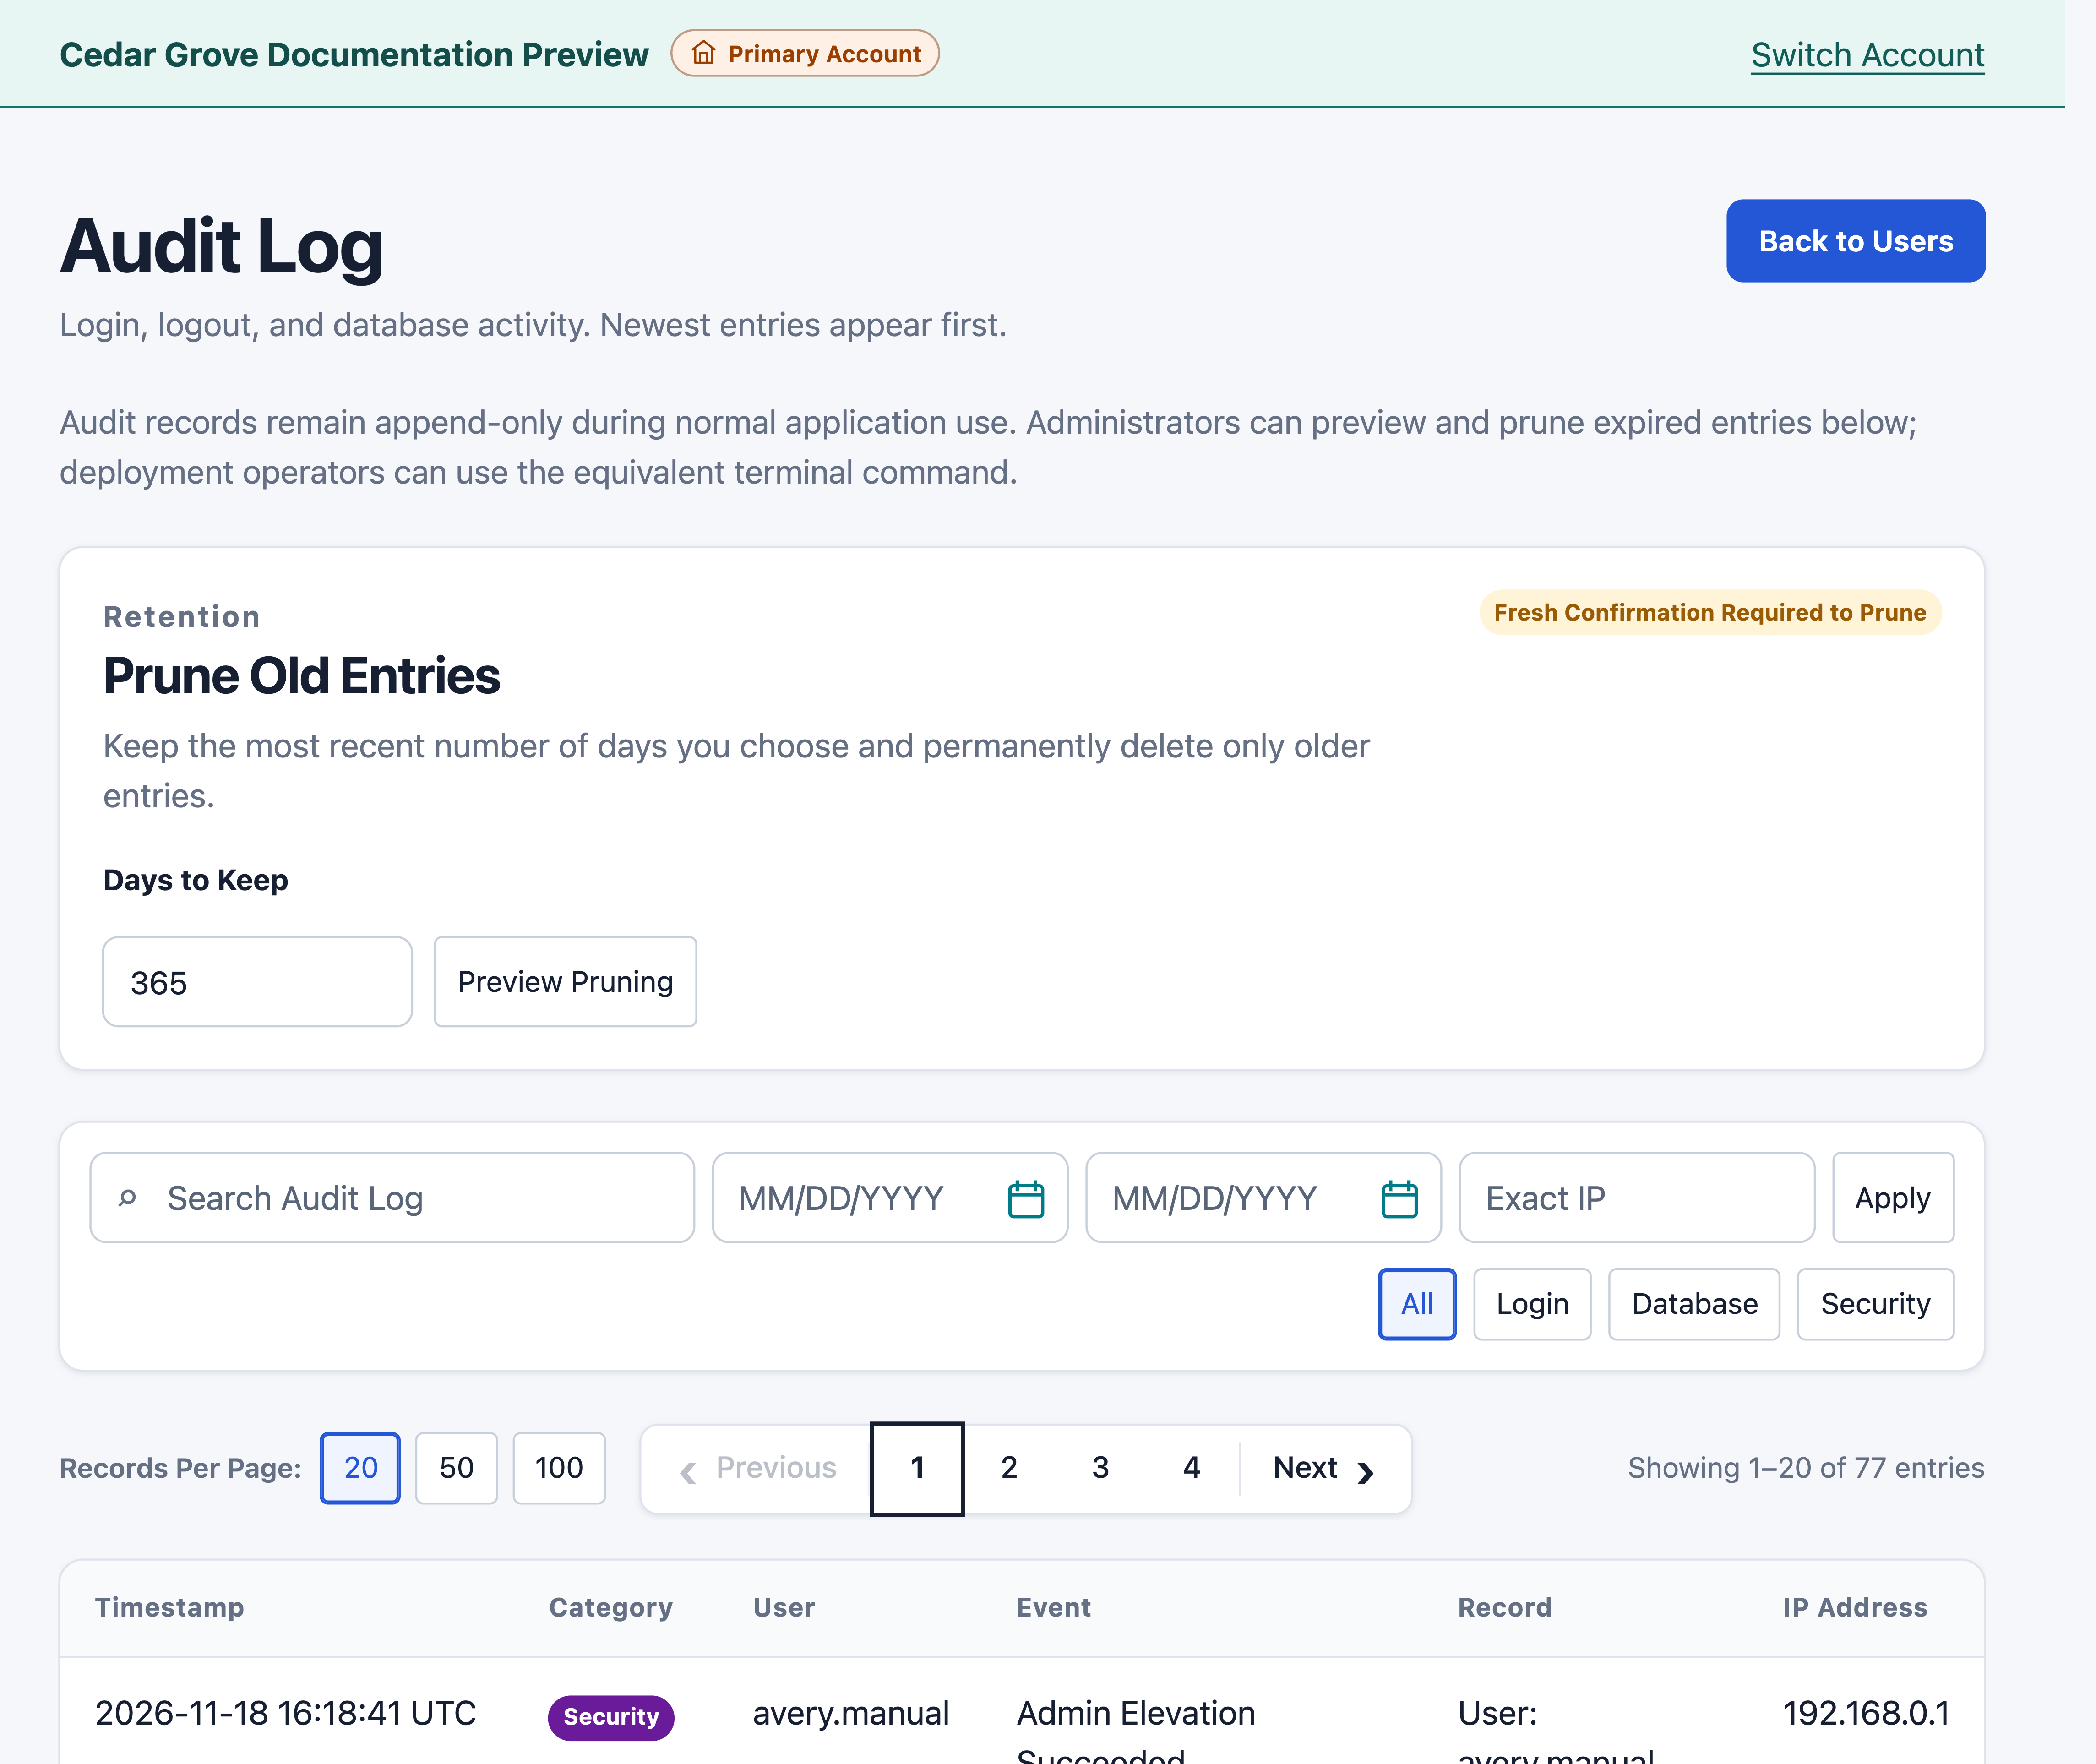 Cedar Grove Documentation Preview Primary Account Switch Account
Audit Log
Back to Users
Login, logout, and database activity. Newest entries appear first.
Audit records remain append-only during normal application use. Administrators can preview and prune expired entries below;
deployment operators can use the equivalent terminal command.
Retention
Fresh Confirmation Required to Prune
Prune Old Entries
Keep the most recent number of days you choose and permanently delete only older
entries.
Days to Keep
365 Preview Pruning
Search Audit Log MM/DD/YYYY MM/DD/YYYY Exact IP Apply
All Login Database Security
Records Per Page: 20 50 100 ‹ Previous 1 2 3 4 Next › Showing 1–20 of 77 entries
Timestamp Category User Event Record IP Address
2026-11-18 16:18:41 UTC Security avery.manual Admin Elevation User: 192.168.0.1
Succeeded avery.manual